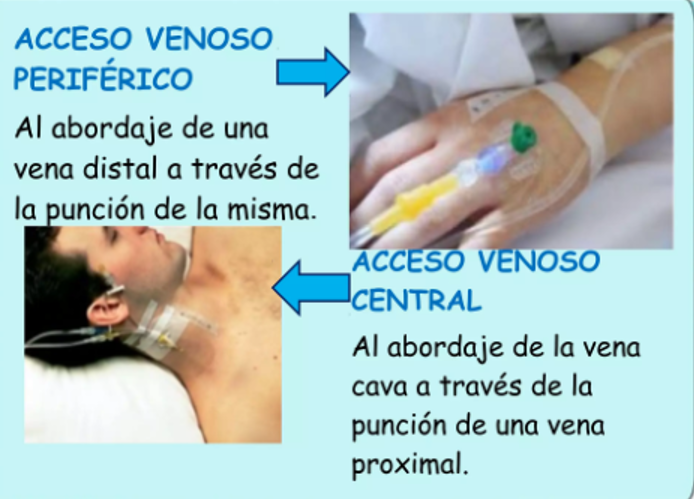 ACCESO VENOSO
PERIFÉRICO
Al abordaje de una
vena distal a través de
la punción de la misma.
ACCESO VENOSO
CENTRAL
Al abordaje de la vena
cava a través de la
punción de una vena
proximal.